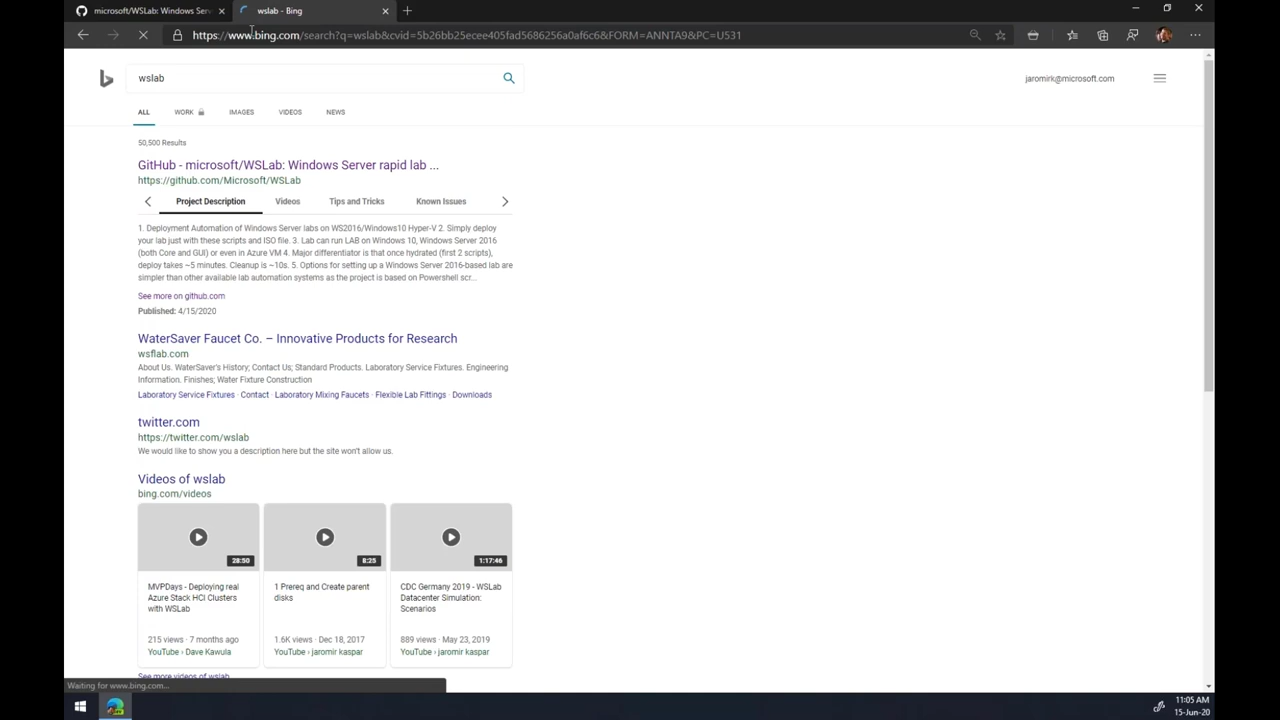 microsoft/WSLab: Windows Serv
wslab - Bing
https://www.bing.com/search?q=wslab&cvid=5b26bb25ecee405fad5686256a0af6c6&FORM=ANNTA9&PC=U531
wslab
jaromirk@microsoft.com
ALL WORK IMAGES VIDEOS NEWS
50,500 Results
GitHub - microsoft/WSLab: Windows Server rapid lab ...
https://github.com/Microsoft/WSLab
Project Description Videos Tips and Tricks Known Issues
1. Deployment Automation of Windows Server labs on WS2016/Windows10 Hyper-V 2. Simply deploy
your lab just with these scripts and ISO file. 3. Lab can run LAB on Windows 10, Windows Server 2016
(both Core and GUI) or even in Azure VM 4. Major differentiator is that once hydrated (first 2 scripts),
deploy takes ~5 minutes. Cleanup is ~10s. 5. Options for setting up a Windows Server 2016-based lab are
simpler than other available lab automation systems as the project is based on Powershell scr...
See more on github.com
Published: 4/15/2020
WaterSaver Faucet Co. – Innovative Products for Research
wsflab.com
About Us. WaterSaver's History; Contact Us; Standard Products. Laboratory Service Fixtures. Engineering
Information. Finishes; Water Fixture Construction
Laboratory Service Fixtures · Contact · Laboratory Mixing Faucets · Flexible Lab Fittings · Downloads
twitter.com
https://twitter.com/wslab
We would like to show you a description here but the site won't allow us.
Videos of wslab
bing.com/videos
28:50
8:25
1:17:46
MVPDays - Deploying real
Azure Stack HCI Clusters
with WSLab
215 views · 7 months ago
YouTube › Dave Kawula
1 Prereq and Create parent
disks
1.6K views · Dec 18, 2017
YouTube › jaromir kaspar
CDC Germany 2019 - WSLab
Datacenter Simulation:
Scenarios
889 views · May 23, 2019
YouTube › jaromir kaspar
See more videos of wslab
Waiting for www.bing.com...
11:05 AM
15-Jun-20